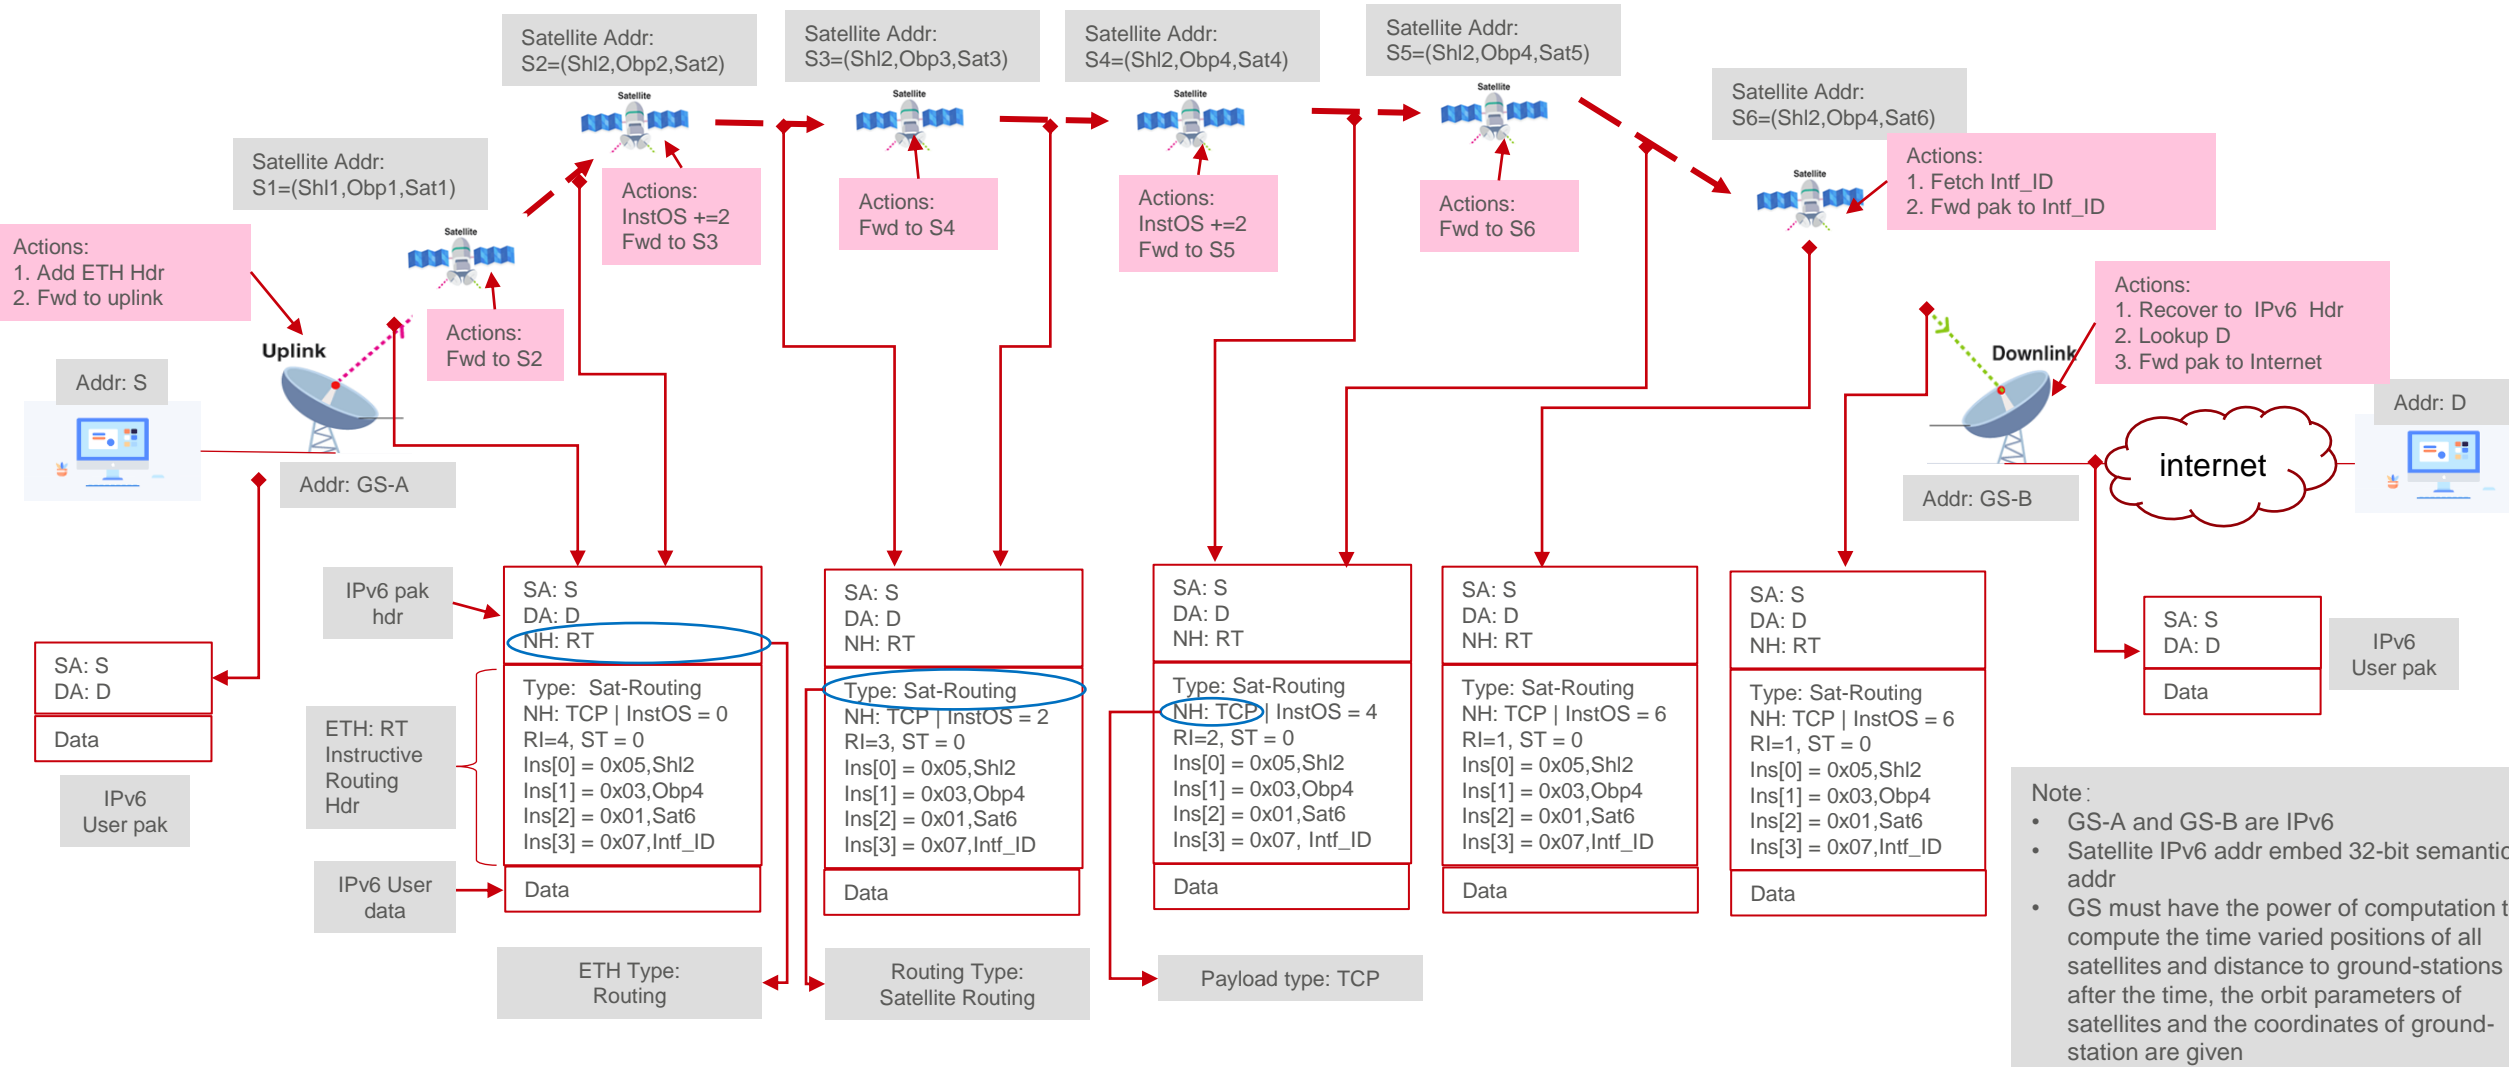 Satellite Addr:
S2=(Shl2,Obp2,Sat2)
Satellite Addr:
S3=(Shl2,Obp3,Sat3)
Satellite Addr:
S4=(Shl2,Obp4,Sat4)
Satellite Addr:
S5=(Shl2,Obp4,Sat5)
Satellite Addr:
S6=(Shl2,Obp4,Sat6)
Satellite Addr:
S1=(Shl1,Obp1,Sat1)
Satellite
Satellite
Satellite
Satellite
Satellite
Satellite
Actions:
1. Add ETH Hdr
2. Fwd to uplink
Actions:
Fwd to S2
Actions:
InstOS +=2
Fwd to S3
Actions:
Fwd to S4
Actions:
InstOS +=2
Fwd to S5
Actions:
Fwd to S6
Actions:
1. Fetch Intf_ID
2. Fwd pak to Intf_ID
Actions:
1. Recover to IPv6 Hdr
2. Lookup D
3. Fwd pak to Internet
Uplink
Downlink
Addr: S
Addr: GS-A
Addr: GS-B
Addr: D
internet
SA: S
DA: D
Data
IPv6
User pak
IPv6 pak
hdr
ETH: RT
Instructive
Routing
Hdr
IPv6 User
data
SA: S
DA: D
NH: RT
Type: Sat-Routing
NH: TCP | InstOS = 0
RI=4, ST = 0
Ins[0] = 0x05,Shl2
Ins[1] = 0x03,Obp4
Ins[2] = 0x01,Sat6
Ins[3] = 0x07,Intf_ID
Data
SA: S
DA: D
NH: RT
Type: Sat-Routing
NH: TCP | InstOS = 2
RI=3, ST = 0
Ins[0] = 0x05,Shl2
Ins[1] = 0x03,Obp4
Ins[2] = 0x01,Sat6
Ins[3] = 0x07,Intf_ID
Data
SA: S
DA: D
NH: RT
Type: Sat-Routing
NH: TCP | InstOS = 4
RI=2, ST = 0
Ins[0] = 0x05,Shl2
Ins[1] = 0x03,Obp4
Ins[2] = 0x01,Sat6
Ins[3] = 0x07, Intf_ID
Data
SA: S
DA: D
NH: RT
Type: Sat-Routing
NH: TCP | InstOS = 6
RI=1, ST = 0
Ins[0] = 0x05,Shl2
Ins[1] = 0x03,Obp4
Ins[2] = 0x01,Sat6
Ins[3] = 0x07,Intf_ID
Data
SA: S
DA: D
NH: RT
Type: Sat-Routing
NH: TCP | InstOS = 6
RI=1, ST = 0
Ins[0] = 0x05,Shl2
Ins[1] = 0x03,Obp4
Ins[2] = 0x01,Sat6
Ins[3] = 0x07,Intf_ID
Data
SA: S
DA: D
Data
IPv6
User pak
ETH Type:
Routing
Routing Type:
Satellite Routing
Payload type: TCP
Note:
• GS-A and GS-B are IPv6
• Satellite IPv6 addr embed 32-bit semantic
addr
• GS must have the power of computation t
compute the time varied positions of all
satellites and distance to ground-stations
after the time, the orbit parameters of
satellites and the coordinates of ground-
station are given